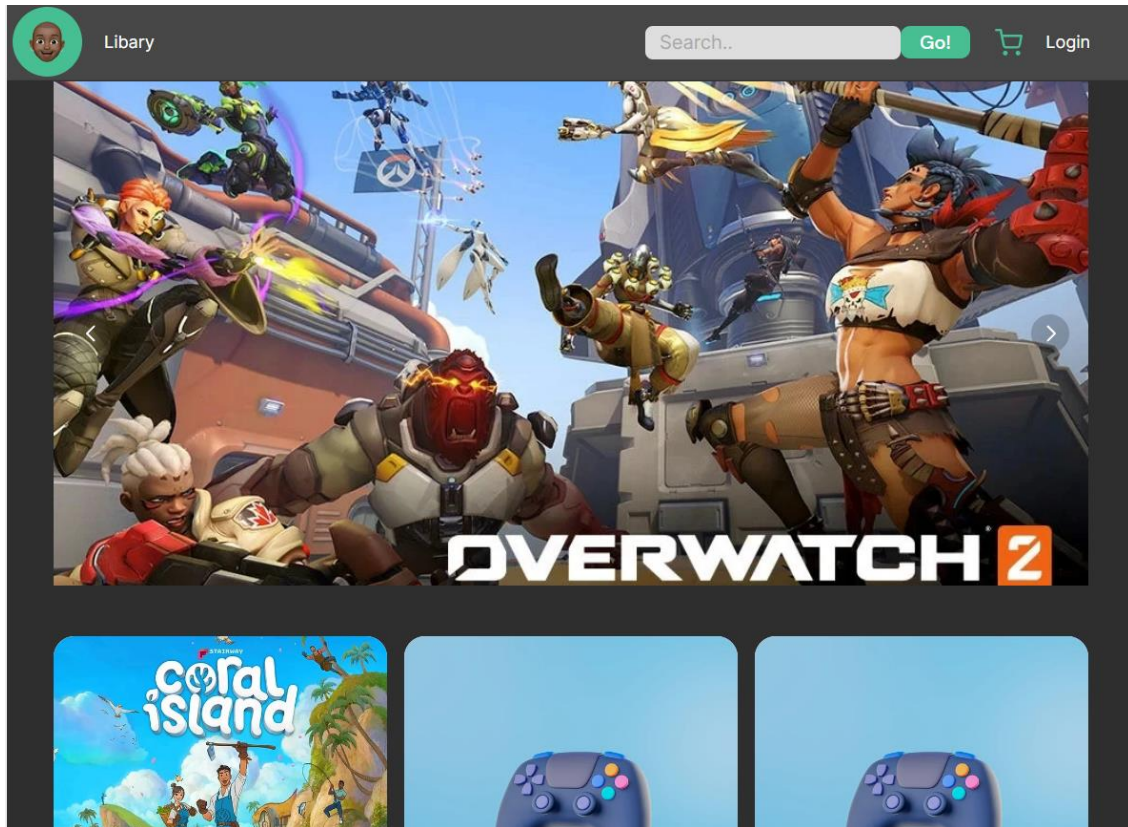 Libary
Search..
Go!
Login
OVERWATCH 2
STAIRWAY
coral
island